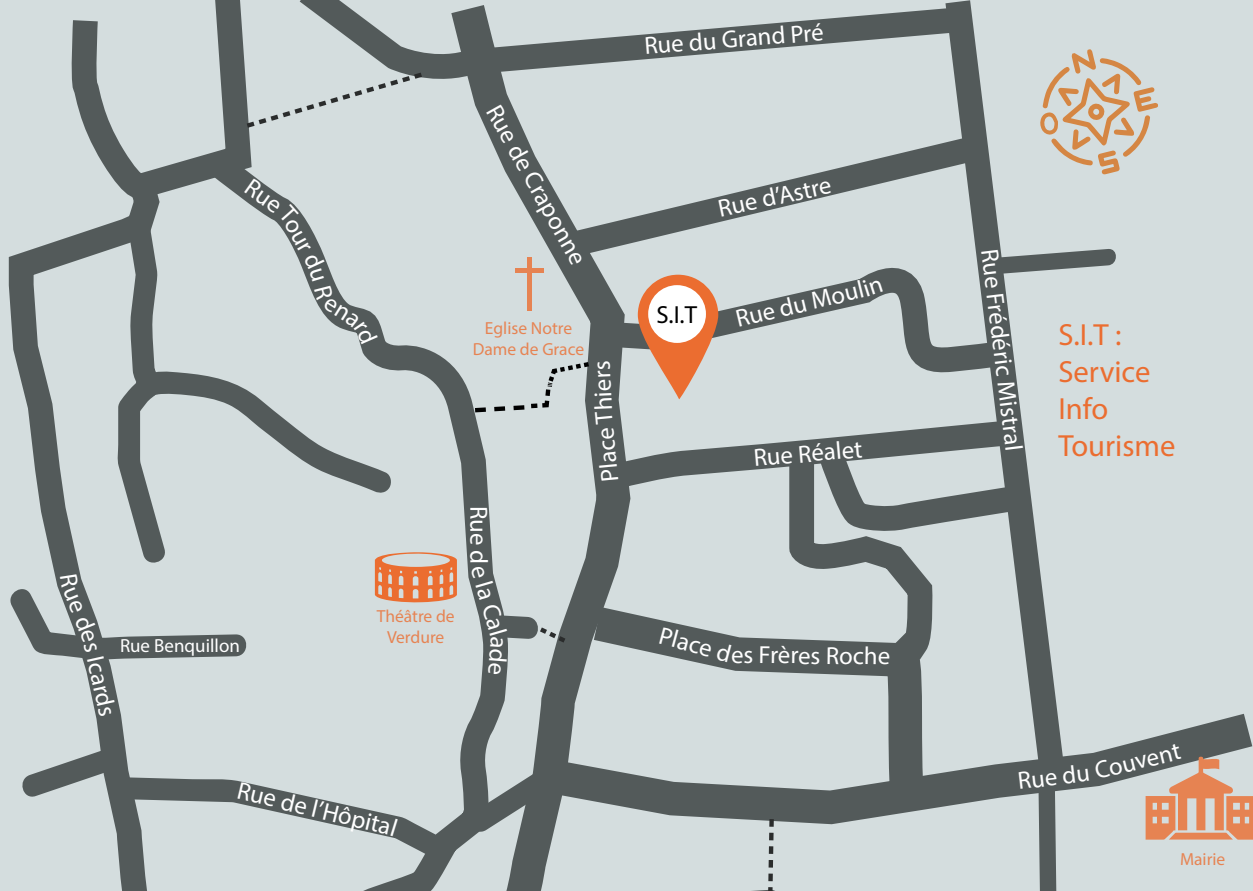 Rue du Grand Pré
N
E
O
S
Rue de Craponne
Rue d'Astre
Rue Tour du Renard
Rue Frédéric Mistral
Eglise Notre
Dame de Grace
S.I.T
Rue du Moulin
S.I.T :
Service
Info
Tourisme
Place Thiers
Rue Réalet
Rue de la Calade
Théâtre de
Verdure
Rue des Icards
Rue Benquillon
Place des Frères Roche
Rue de l'Hôpital
Rue du Couvent
Mairie